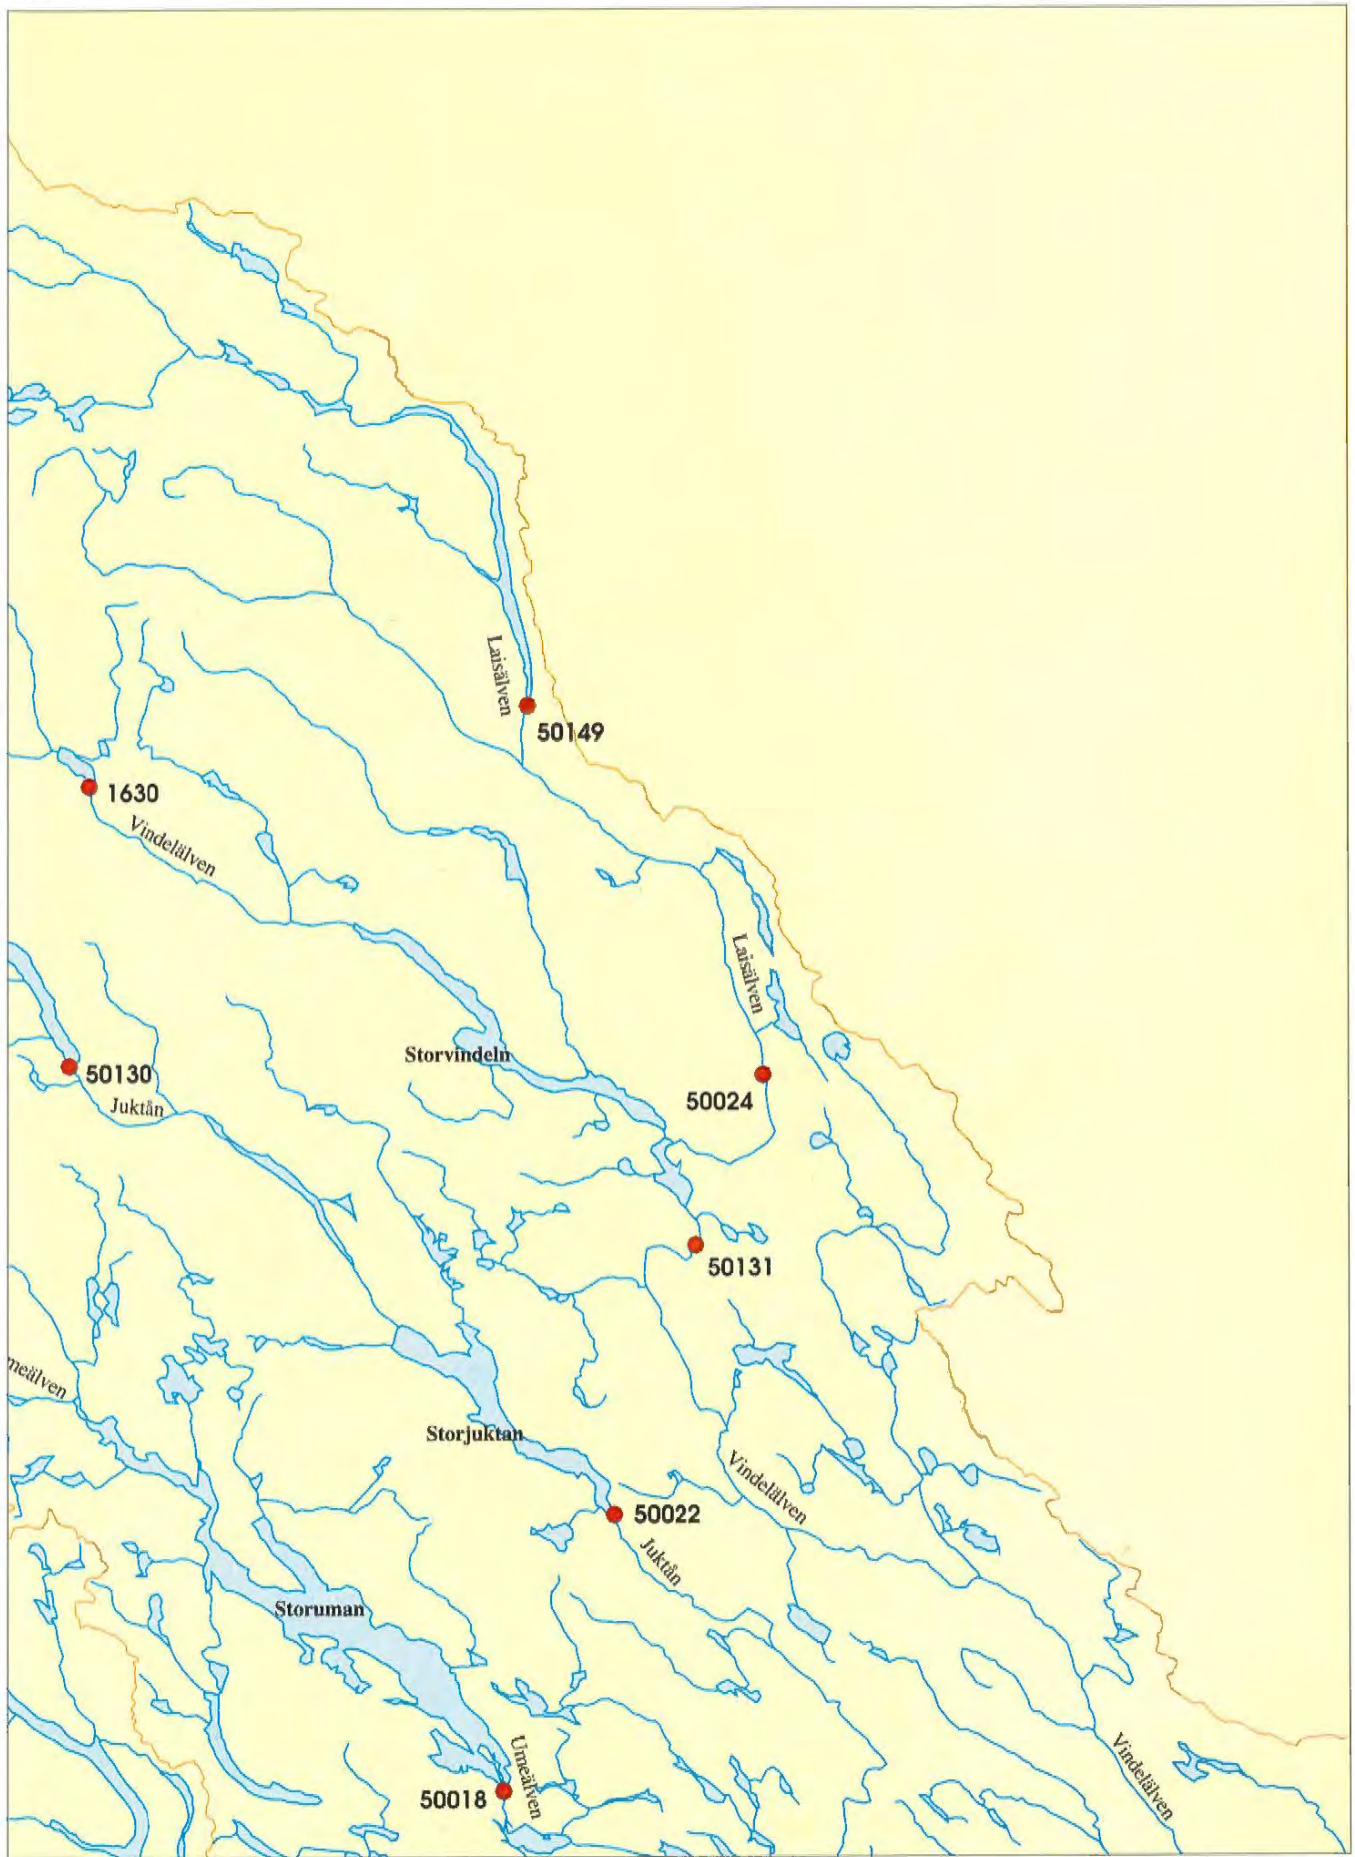 Laisälven
50149
1630
Vindelälven
Laisälven
Storvindeln
50130
50024
Juktån
50131
meälven
Storjuktan
Vindelälven
50022
Juktån
Storuman
Umeälven
Vindelälven
50018